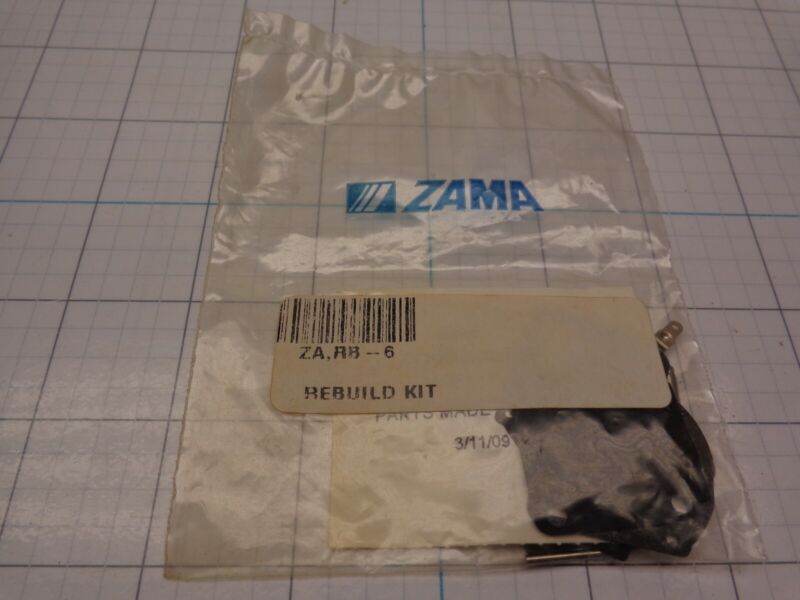 ZAMA
ZA,RB-6
REBUILD KIT
PARTS MADE
3/11/09